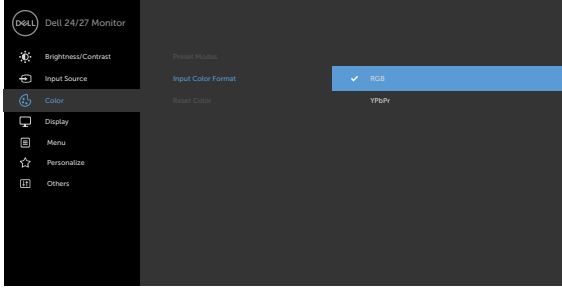 DELL
Dell 24/27 Monitor
Brightness/Contrast
Preset Modes
Input Source
Input Color Format
RGB
Color
Reset Color
YPbPr
Display
Menu
Personalize
Others